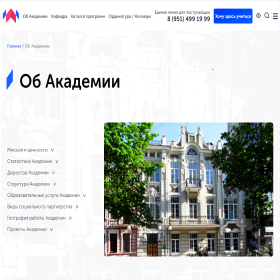 Об Академии Кафедра Каталог программ Ординатура / Колледж
Единая линия для поступающих
8 (951) 499 19 99
Хочу здесь учиться
Главная / Об Академии
Об Академии
Миссия и ценности
Статистика Академии
Директор Академии
Структура Академии
Образовательные услуги Академии
Виды социального партнерства
География работы Академии
Проекты Академии